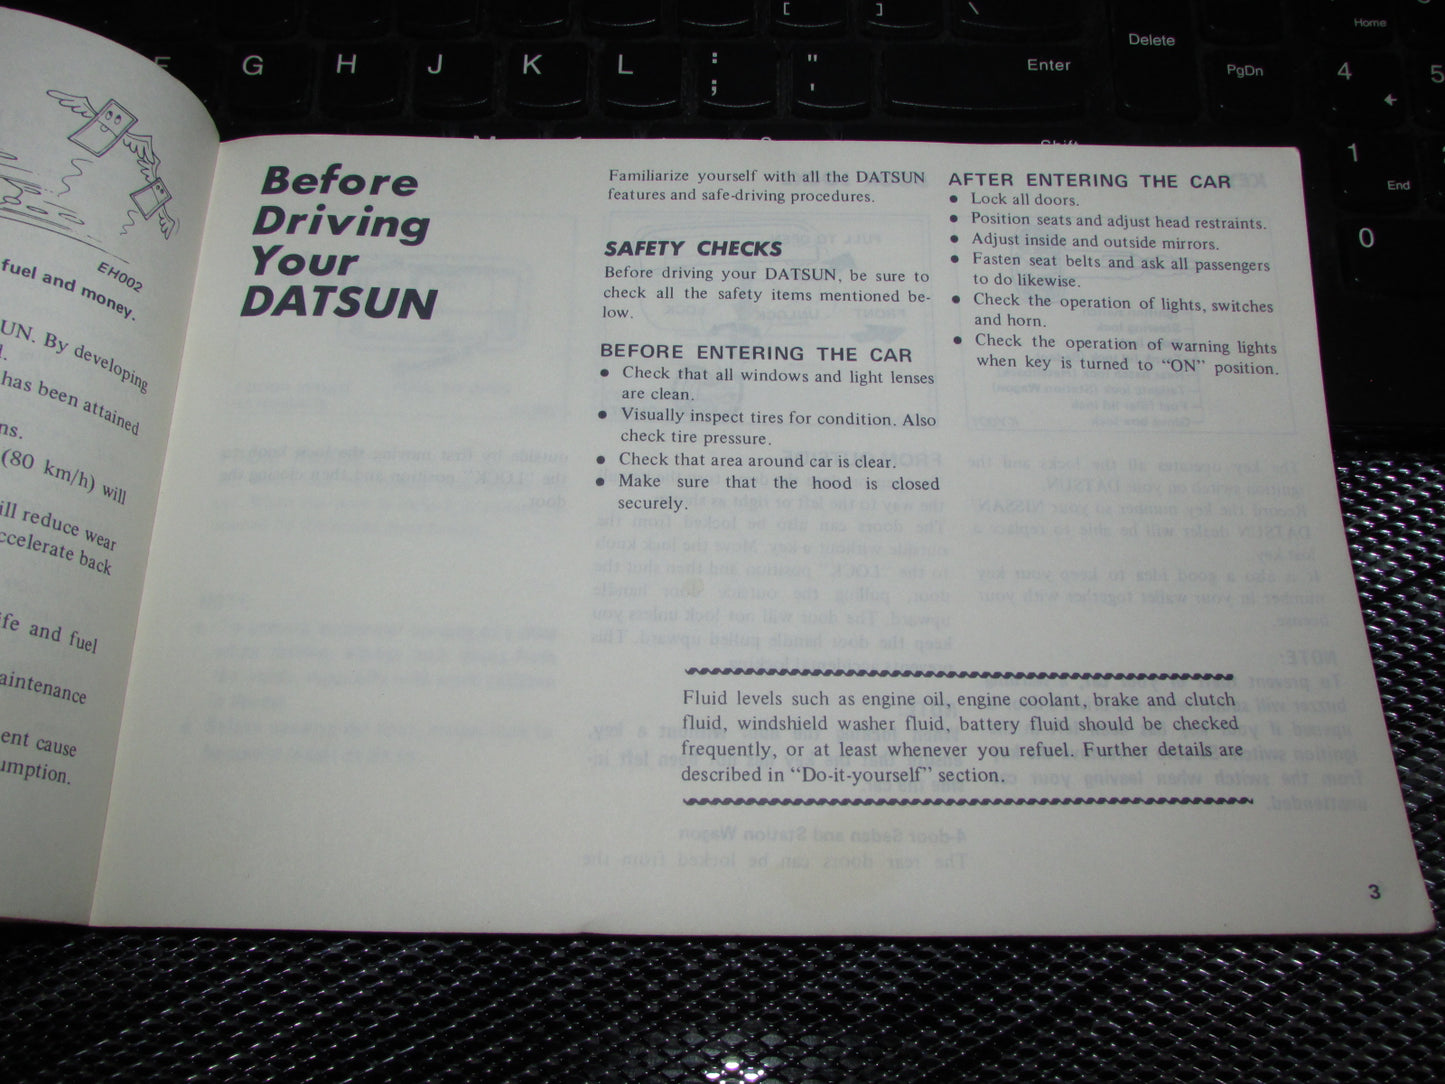 [
]
\
Home
Delete
G
H
J
K
L
:
;
"
'
Enter
PgDn
4
5
Shift
1
End
0
EH002
fuel and money.
UN. By developing
has been attained
ns.
(80 km/h) will
ill reduce wear
ccelerate back
ife and fuel
aintenance
ent cause
umption.
Before
Driving
Your
DATSUN
Familiarize yourself with all the DATSUN
features and safe-driving procedures.
SAFETY CHECKS
Before driving your DATSUN, be sure to
check all the safety items mentioned be-
low.
BEFORE ENTERING THE CAR
● Check that all windows and light lenses
are clean.
● Visually inspect tires for condition. Also
check tire pressure.
● Check that area around car is clear.
● Make sure that the hood is closed
securely.
AFTER ENTERING THE CAR
● Lock all doors.
● Position seats and adjust head restraints.
● Adjust inside and outside mirrors.
● Fasten seat belts and ask all passengers
to do likewise.
● Check the operation of lights, switches
and horn.
● Check the operation of warning lights
when key is turned to “ON” position.
Fluid levels such as engine oil, engine coolant, brake and clutch
fluid, windshield washer fluid, battery fluid should be checked
frequently, or at least whenever you refuel. Further details are
described in “Do-it-yourself” section.
3